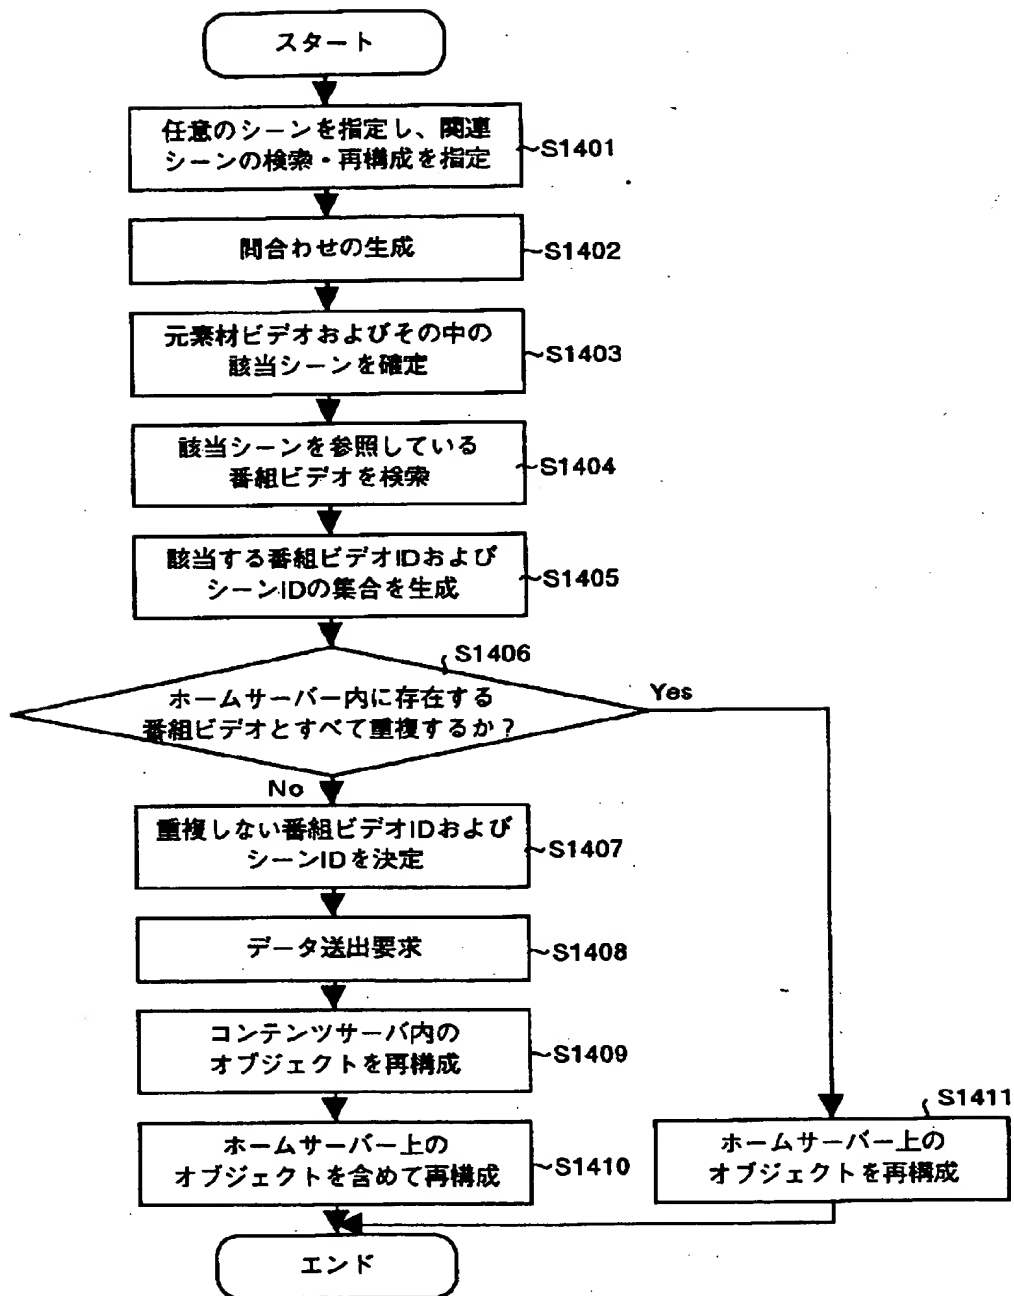 スタート
任意のシーンを指定し、関連
シーンの検索・再構成を指定
S1401
問合わせの生成
S1402
元素材ビデオおよびその中の
該当シーンを確定
S1403
該当シーンを参照している
番組ビデオを検索
S1404
該当する番組ビデオIDおよび
シーンIDの集合を生成
S1405
S1406
ホームサーバー内に存在する
番組ビデオとすべて重複するか？
Yes
No
重複しない番組ビデオIDおよび
シーンIDを決定
S1407
データ送出要求
S1408
コンテンツサーバ内の
オブジェクトを再構成
S1409
ホームサーバー上の
オブジェクトを含めて再構成
S1410
S1411
ホームサーバー上の
オブジェクトを再構成
エンド